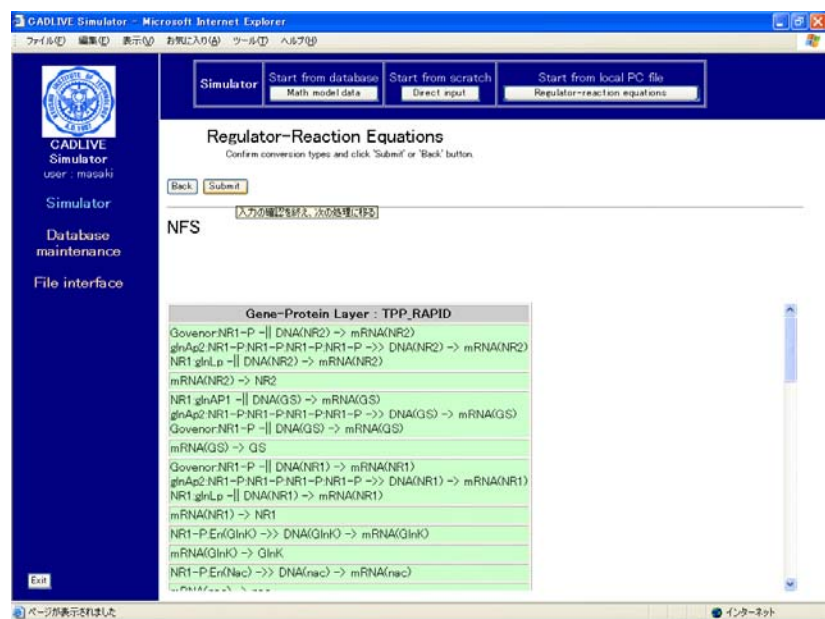 CADLIVE Simulator - Microsoft Internet Explorer
ファイル(F) 編集(E) 表示(V) お気に入り(A) ツール(T) ヘルプ(H)
CADLIVE
Simulator
user : masaki
Simulator
Database
maintenance
File interface
Exit
Simulator
Start from database
Math model data
Start from scratch
Direct input
Start from local PC file
Regulator-reaction equations
Regulator-Reaction Equations
Confirm conversion types and click 'Submit' or 'Back' button.
Back Submit
入力の確認を終え、次の処理に移る
NFS
Gene-Protein Layer : TPP_RAPID
Govenor:NR1-P -|| DNA(NR2) -> mRNA(NR2)
glnAp2:NR1-P:NR1-P:NR1-P:NR1-P ->> DNA(NR2) -> mRNA(NR2)
NR1:glnLp -|| DNA(NR2) -> mRNA(NR2)
mRNA(NR2) -> NR2
NR1:glnAP1 -|| DNA(GS) -> mRNA(GS)
glnAp2:NR1-P:NR1-P:NR1-P:NR1-P ->> DNA(GS) -> mRNA(GS)
Govenor:NR1-P -|| DNA(GS) -> mRNA(GS)
mRNA(GS) -> GS
Govenor:NR1-P -|| DNA(NR1) -> mRNA(NR1)
glnAp2:NR1-P:NR1-P:NR1-P:NR1-P ->> DNA(NR1) -> mRNA(NR1)
NR1:glnLp -|| DNA(NR1) -> mRNA(NR1)
mRNA(NR1) -> NR1
NR1-P:En(GlnK) ->> DNA(GlnK) -> mRNA(GlnK)
mRNA(GlnK) -> GlnK
NR1-P:En(Nac) ->> DNA(nac) -> mRNA(nac)
ページが表示されました インターネット